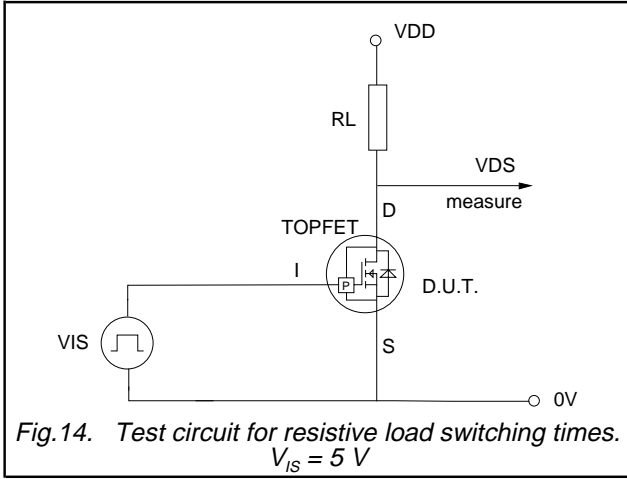 VDD
RL
VDS
measure
D
TOPFET
I
P
D.U.T.
VIS
S
0V
Fig.14. Test circuit for resistive load switching times.
VIS = 5 V